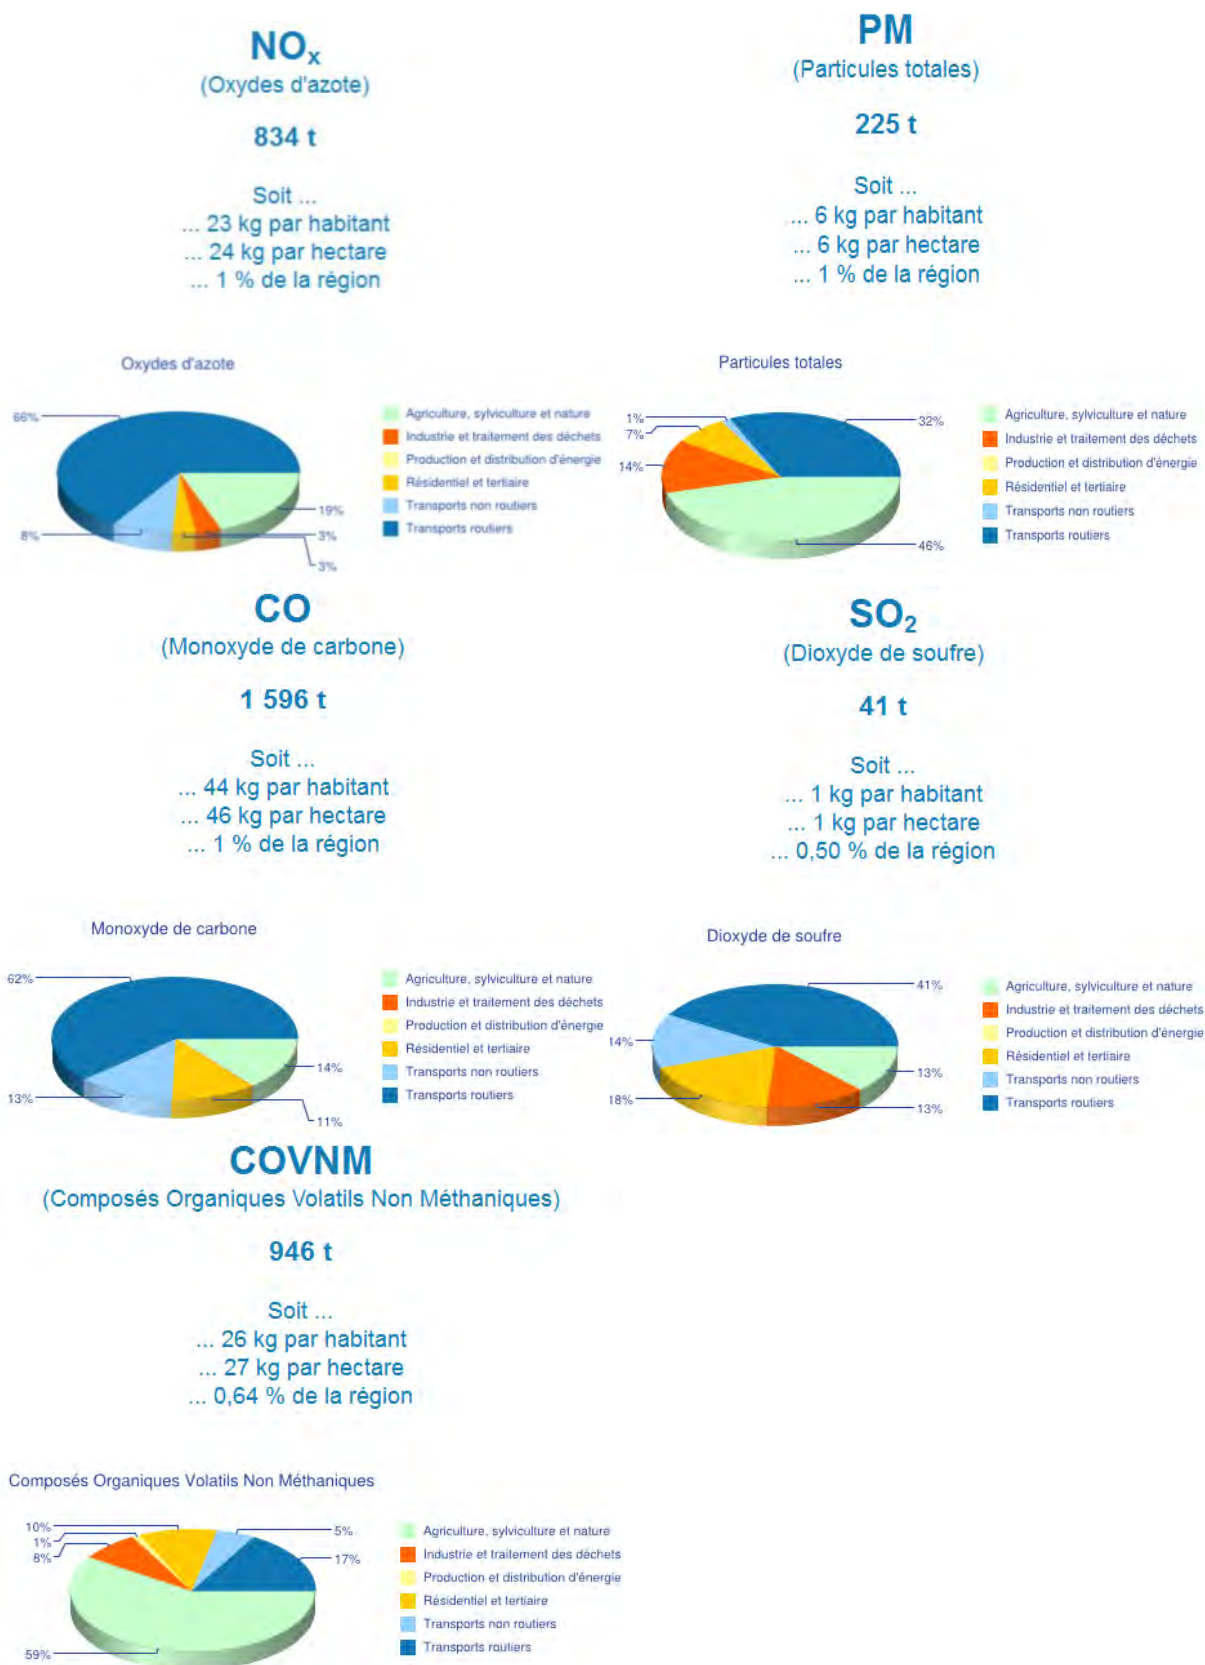 NOx
(Oxydes d'azote)
834 t
Soit ...
... 23 kg par habitant
... 24 kg par hectare
... 1 % de la région
Oxydes d'azote
66%
8%
19%
3%
3%
Agriculture, sylviculture et nature
Industrie et traitement des déchets
Production et distribution d'énergie
Résidentiel et tertiaire
Transports non routiers
Transports routiers
PM
(Particules totales)
225 t
Soit ...
... 6 kg par habitant
... 6 kg par hectare
... 1 % de la région
Particules totales
1%
7%
14%
32%
46%
Agriculture, sylviculture et nature
Industrie et traitement des déchets
Production et distribution d'énergie
Résidentiel et tertiaire
Transports non routiers
Transports routiers
CO
(Monoxyde de carbone)
1 596 t
Soit ...
... 44 kg par habitant
... 46 kg par hectare
... 1 % de la région
Monoxyde de carbone
62%
13%
14%
11%
Agriculture, sylviculture et nature
Industrie et traitement des déchets
Production et distribution d'énergie
Résidentiel et tertiaire
Transports non routiers
Transports routiers
SO2
(Dioxyde de soufre)
41 t
Soit ...
... 1 kg par habitant
... 1 kg par hectare
... 0,50 % de la région
Dioxyde de soufre
14%
18%
41%
13%
13%
Agriculture, sylviculture et nature
Industrie et traitement des déchets
Production et distribution d'énergie
Résidentiel et tertiaire
Transports non routiers
Transports routiers
COVNM
(Composés Organiques Volatils Non Méthaniques)
946 t
Soit ...
... 26 kg par habitant
... 27 kg par hectare
... 0,64 % de la région
Composés Organiques Volatils Non Méthaniques
10%
1%
8%
59%
5%
17%
Agriculture, sylviculture et nature
Industrie et traitement des déchets
Production et distribution d'énergie
Résidentiel et tertiaire
Transports non routiers
Transports routiers